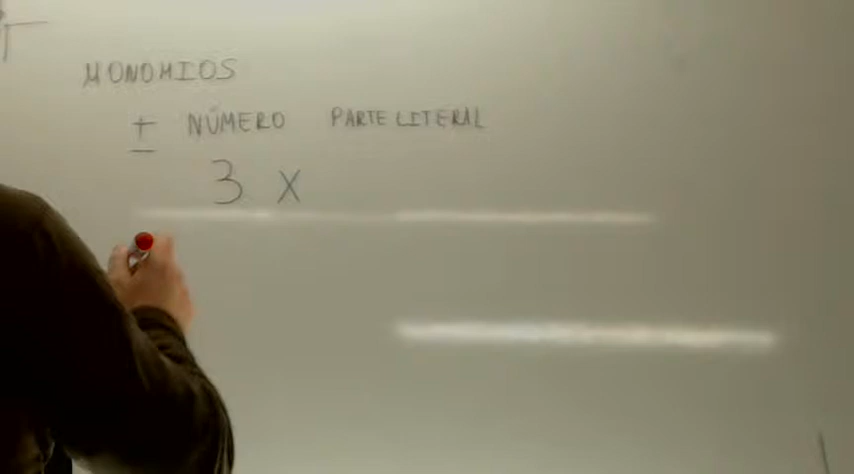 MONOMIOS
+ NÚMERO PARTE LITERAL
-
3 X